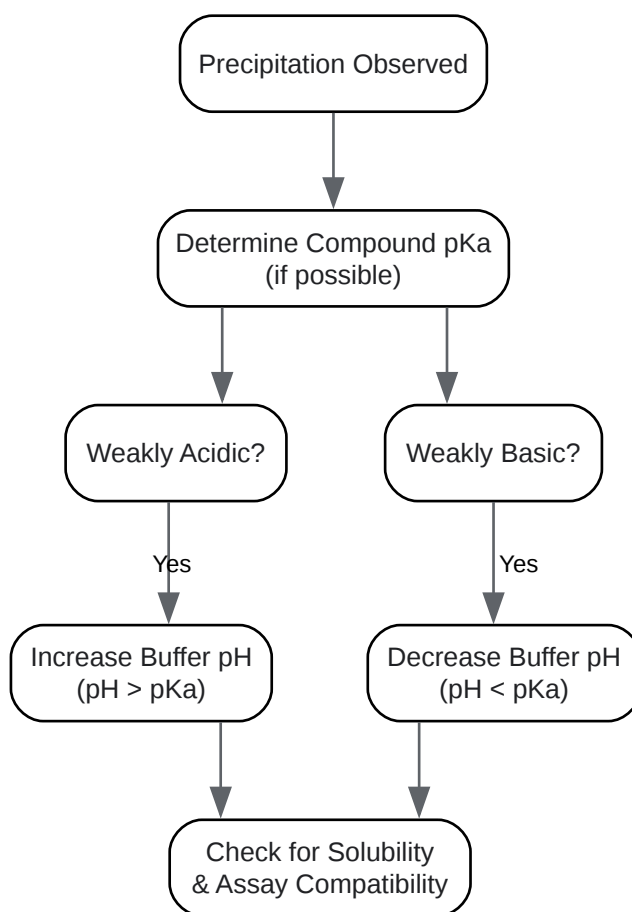 Precipitation Observed
Determine Compound pKa
(if possible)
Weakly Acidic?
Weakly Basic?
Yes
Yes
Increase Buffer pH
(pH > pKa)
Decrease Buffer pH
(pH < pKa)
Check for Solubility
& Assay Compatibility